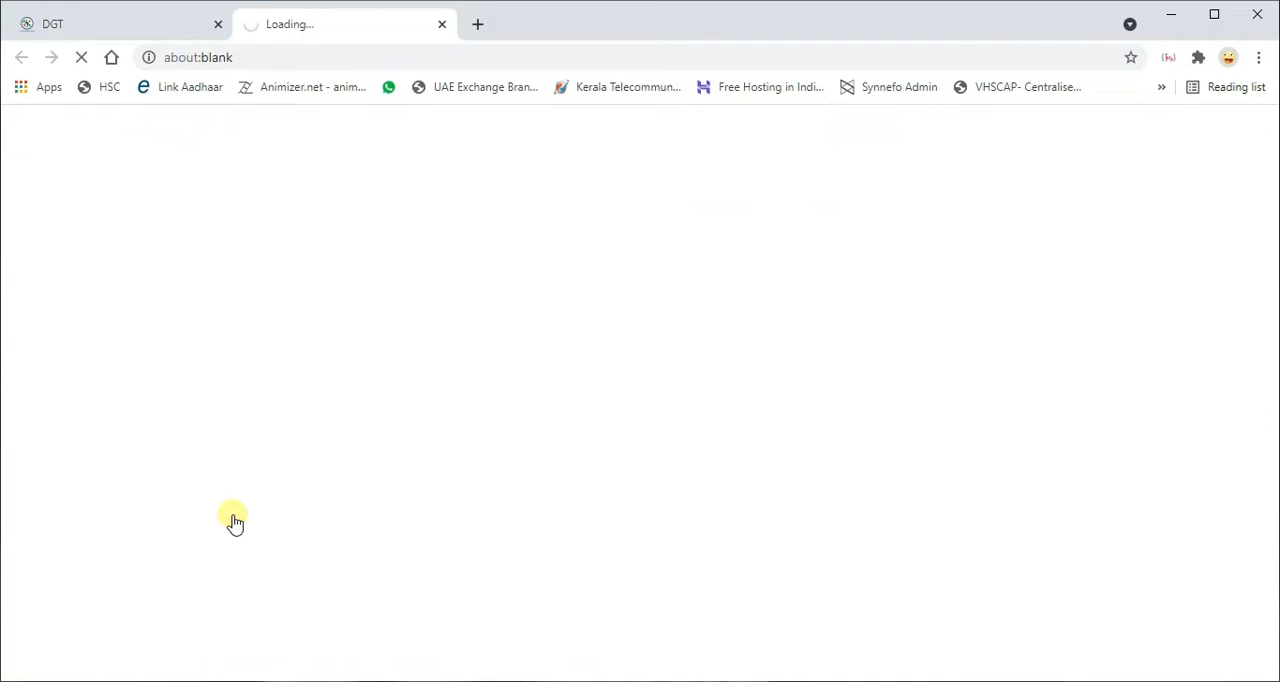 DGT
Loading...
about:blank
Apps HSC Link Aadhaar Animizer.net - anim... UAE Exchange Bran... Kerala Telecommun... Free Hosting in Indi... Synnefo Admin VHSCAP- Centralise... » Reading list